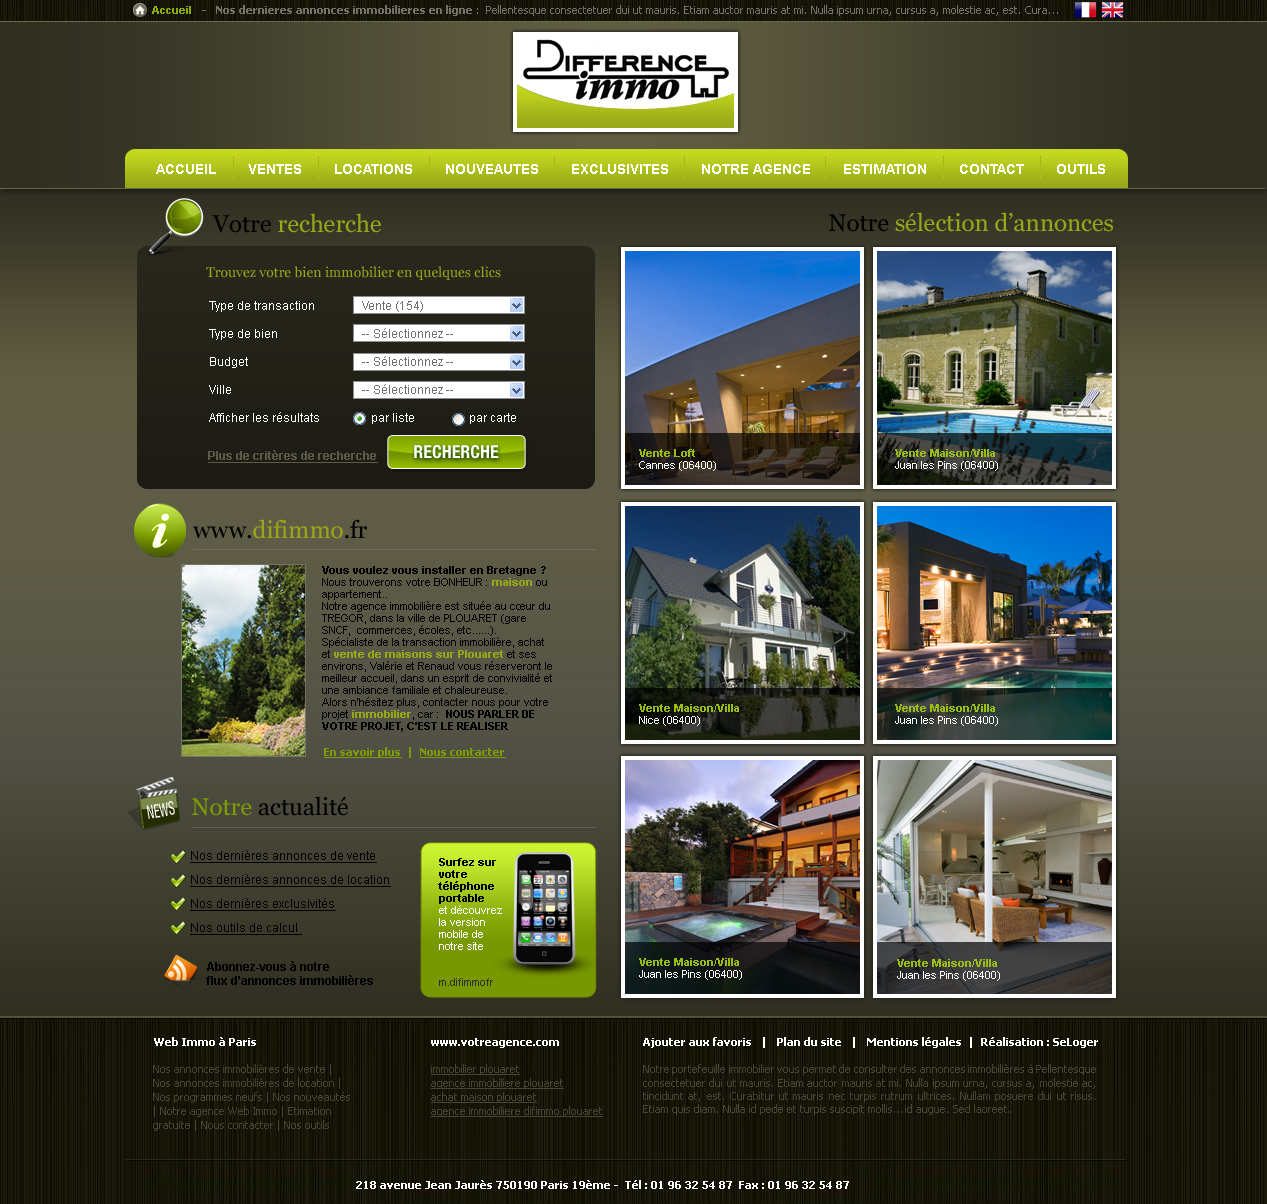 Accueil - Nos dernieres annonces immobilieres en ligne : Pellentesque consectetuer dui ut mauris. Etiam auctor mauris at mi. Nulla ipsum urna, cursus a, molestie ac, est. Cura...
DIFFERENCE
immo
ACCUEIL VENTES LOCATIONS NOUVEAUTES EXCLUSIVITES NOTRE AGENCE ESTIMATION CONTACT OUTILS
Votre recherche
Trouvez votre bien immobilier en quelques clics
Type de transaction Vente (154)
Type de bien -- Sélectionnez --
Budget -- Sélectionnez --
Ville -- Sélectionnez --
Afficher les résultats par liste par carte
Plus de critères de recherche RECHERCHE
www.difimmo.fr
Vous voulez vous installer en Bretagne ?
Nous trouverons votre BONHEUR : maison ou
appartement..
Notre agence immobilière est située au cœur du
TREGOR, dans la ville de PLOUARET (gare
SNCF, commerces, écoles, etc......).
Spécialiste de la transaction immobilière, achat
et vente de maisons sur Plouaret et ses
environs, Valérie et Renaud vous réserveront le
meilleur accueil, dans un esprit de convivialité et
une ambiance familiale et chaleureuse.
Alors n'hésitez plus, contacter nous pour votre
projet immobilier, car : NOUS PARLER DE
VOTRE PROJET, C'EST LE REALISER
En savoir plus | Nous contacter
NEWS
Notre actualité
Nos dernières annonces de vente
Nos dernières annonces de location
Nos dernières exclusivités
Nos outils de calcul
Abonnez-vous à notre
flux d'annonces immobilières
Surfez sur
votre
téléphone
portable
et découvrez
la version
mobile de
notre site
m.difimmofr
Notre sélection d'annonces
Vente Loft
Cannes (06400)
Vente Maison/Villa
Juan les Pins (06400)
Vente Maison/Villa
Nice (06400)
Vente Maison/Villa
Juan les Pins (06400)
Vente Maison/Villa
Juan les Pins (06400)
Vente Maison/Villa
Juan les Pins (06400)
Web Immo à Paris
Nos annonces immobilières de vente |
Nos annonces immobilières de location |
Nos programmes neufs | Nos nouveautés
| Notre agence Web Immo | Etimation
gratuite | Nous contacter | Nos outils
www.votreagence.com
immobilier plouaret
agence immobiliere plouaret
achat maison plouaret
agence immobiliere difimmo plouaret
Ajouter aux favoris | Plan du site | Mentions légales | Réalisation : SeLoger
Notre portefeuille immobilier vous permet de consulter des annonces immobilières à Pellentesque
consectetuer dui ut mauris. Etiam auctor mauris at mi. Nulla ipsum urna, cursus a, molestie ac,
tincidunt at, est. Curabitur ut mauris nec turpis rutrum ultrices. Nullam posuere dui ut risus.
Etiam quis diam. Nulla id pede et turpis suscipit mollis...id augue. Sed laoreet.
218 avenue Jean Jaurès 750190 Paris 19ème - Tél : 01 96 32 54 87 Fax : 01 96 32 54 87